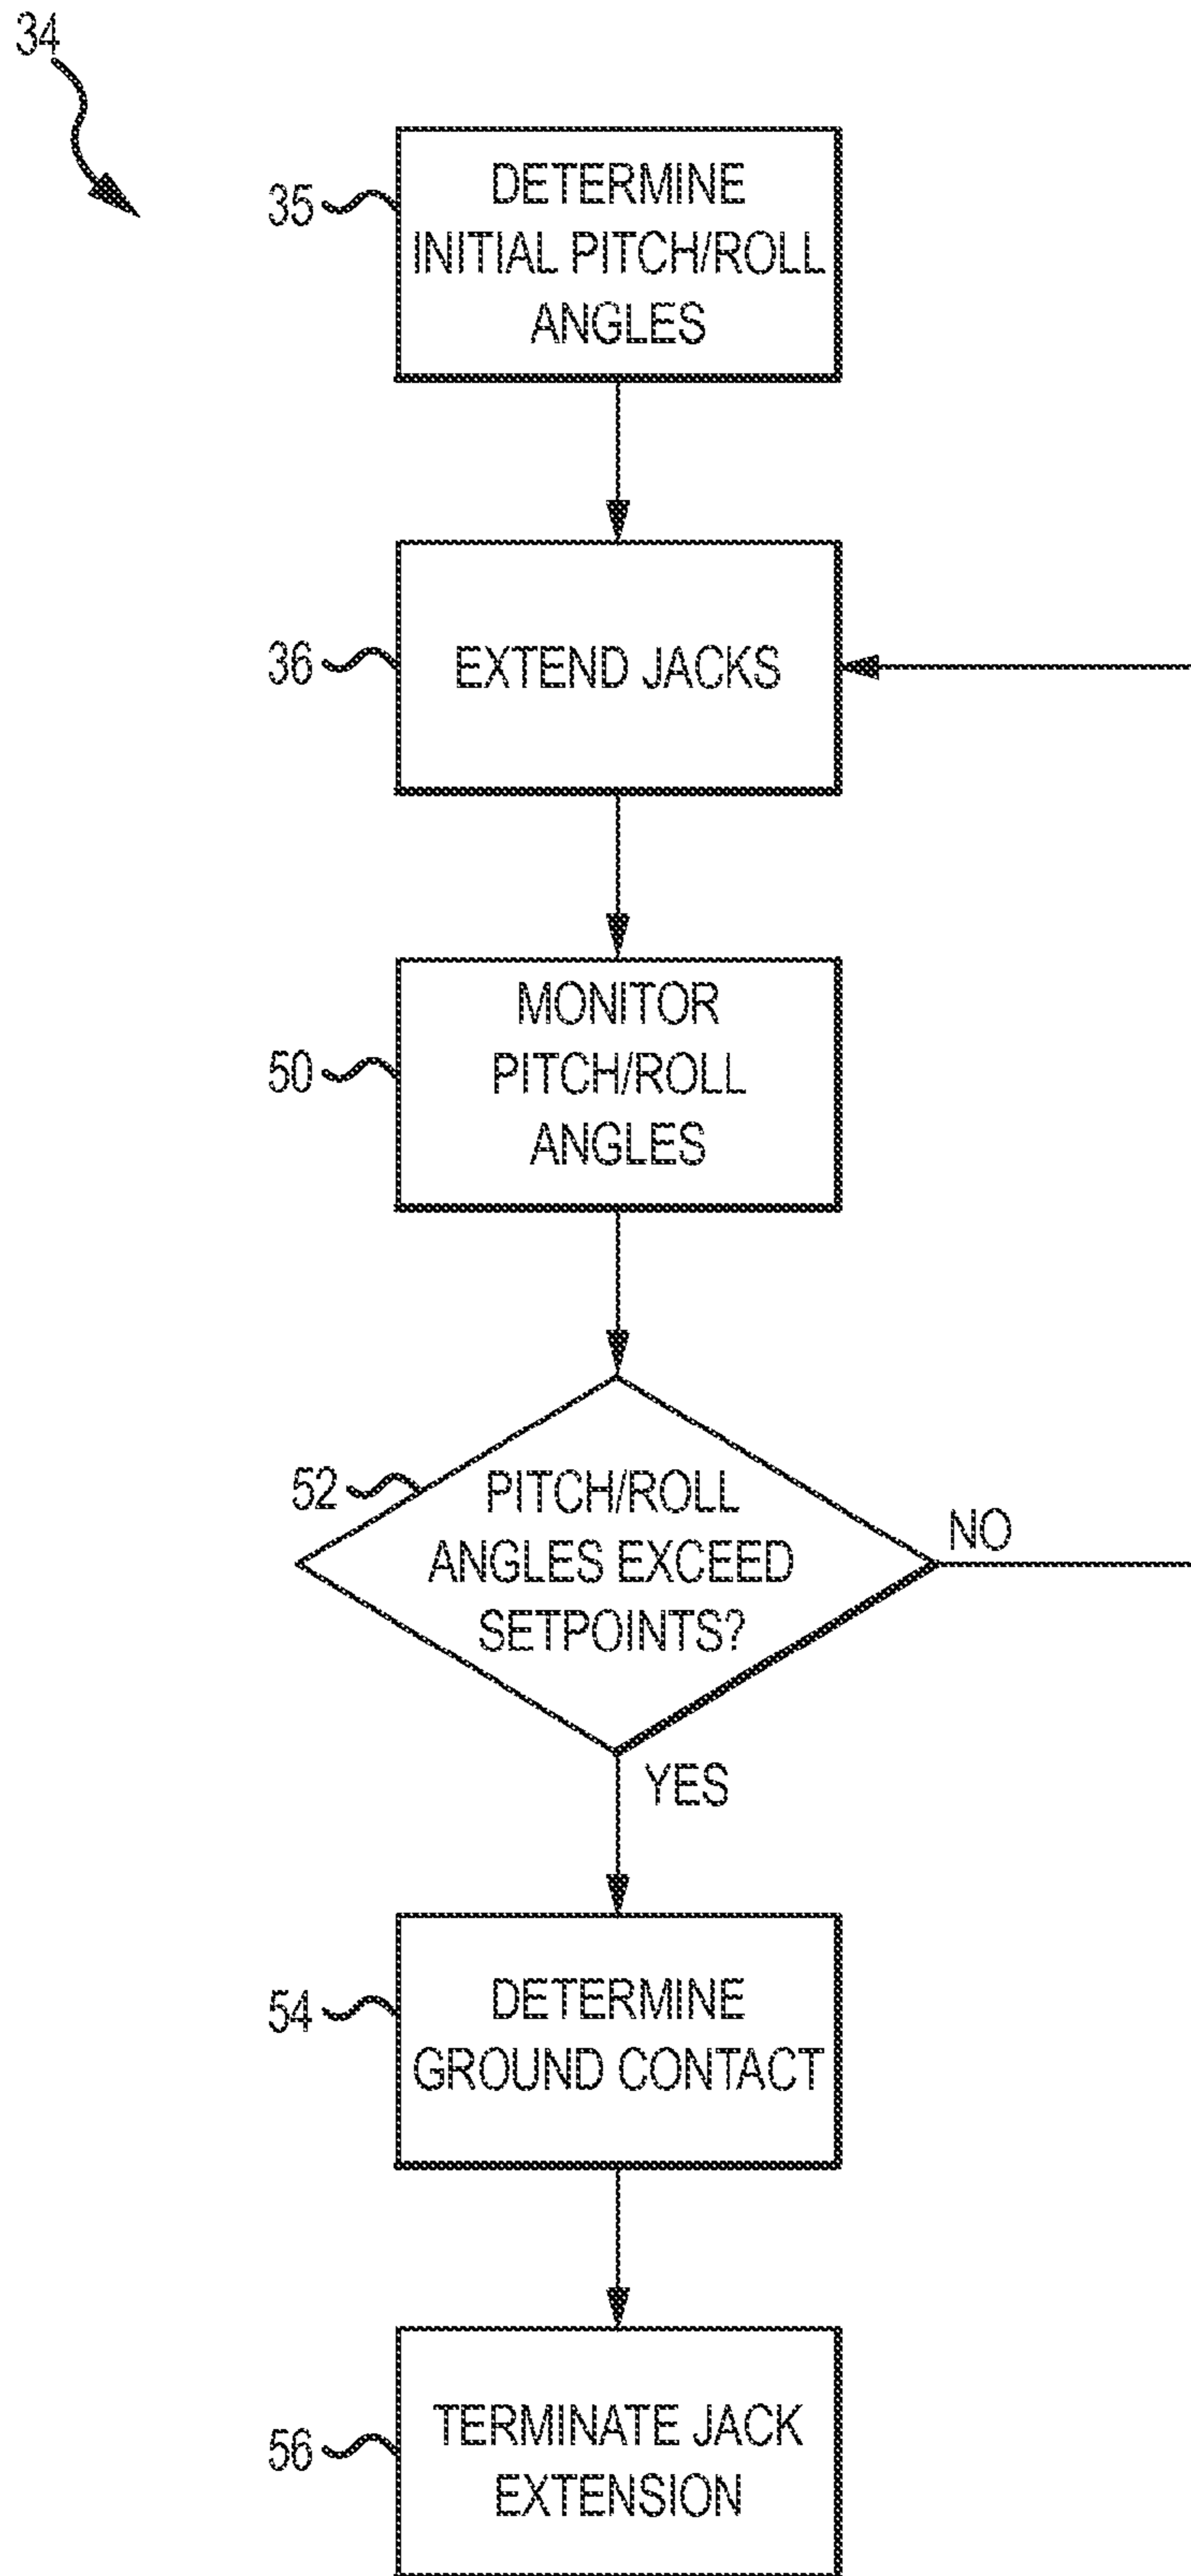 34
35
DETERMINE
INITIAL PITCH/ROLL
ANGLES
36
EXTEND JACKS
50
MONITOR
PITCH/ROLL
ANGLES
52
PITCH/ROLL
ANGLES EXCEED
SETPOINTS?
NO
YES
54
DETERMINE
GROUND CONTACT
56
TERMINATE JACK
EXTENSION